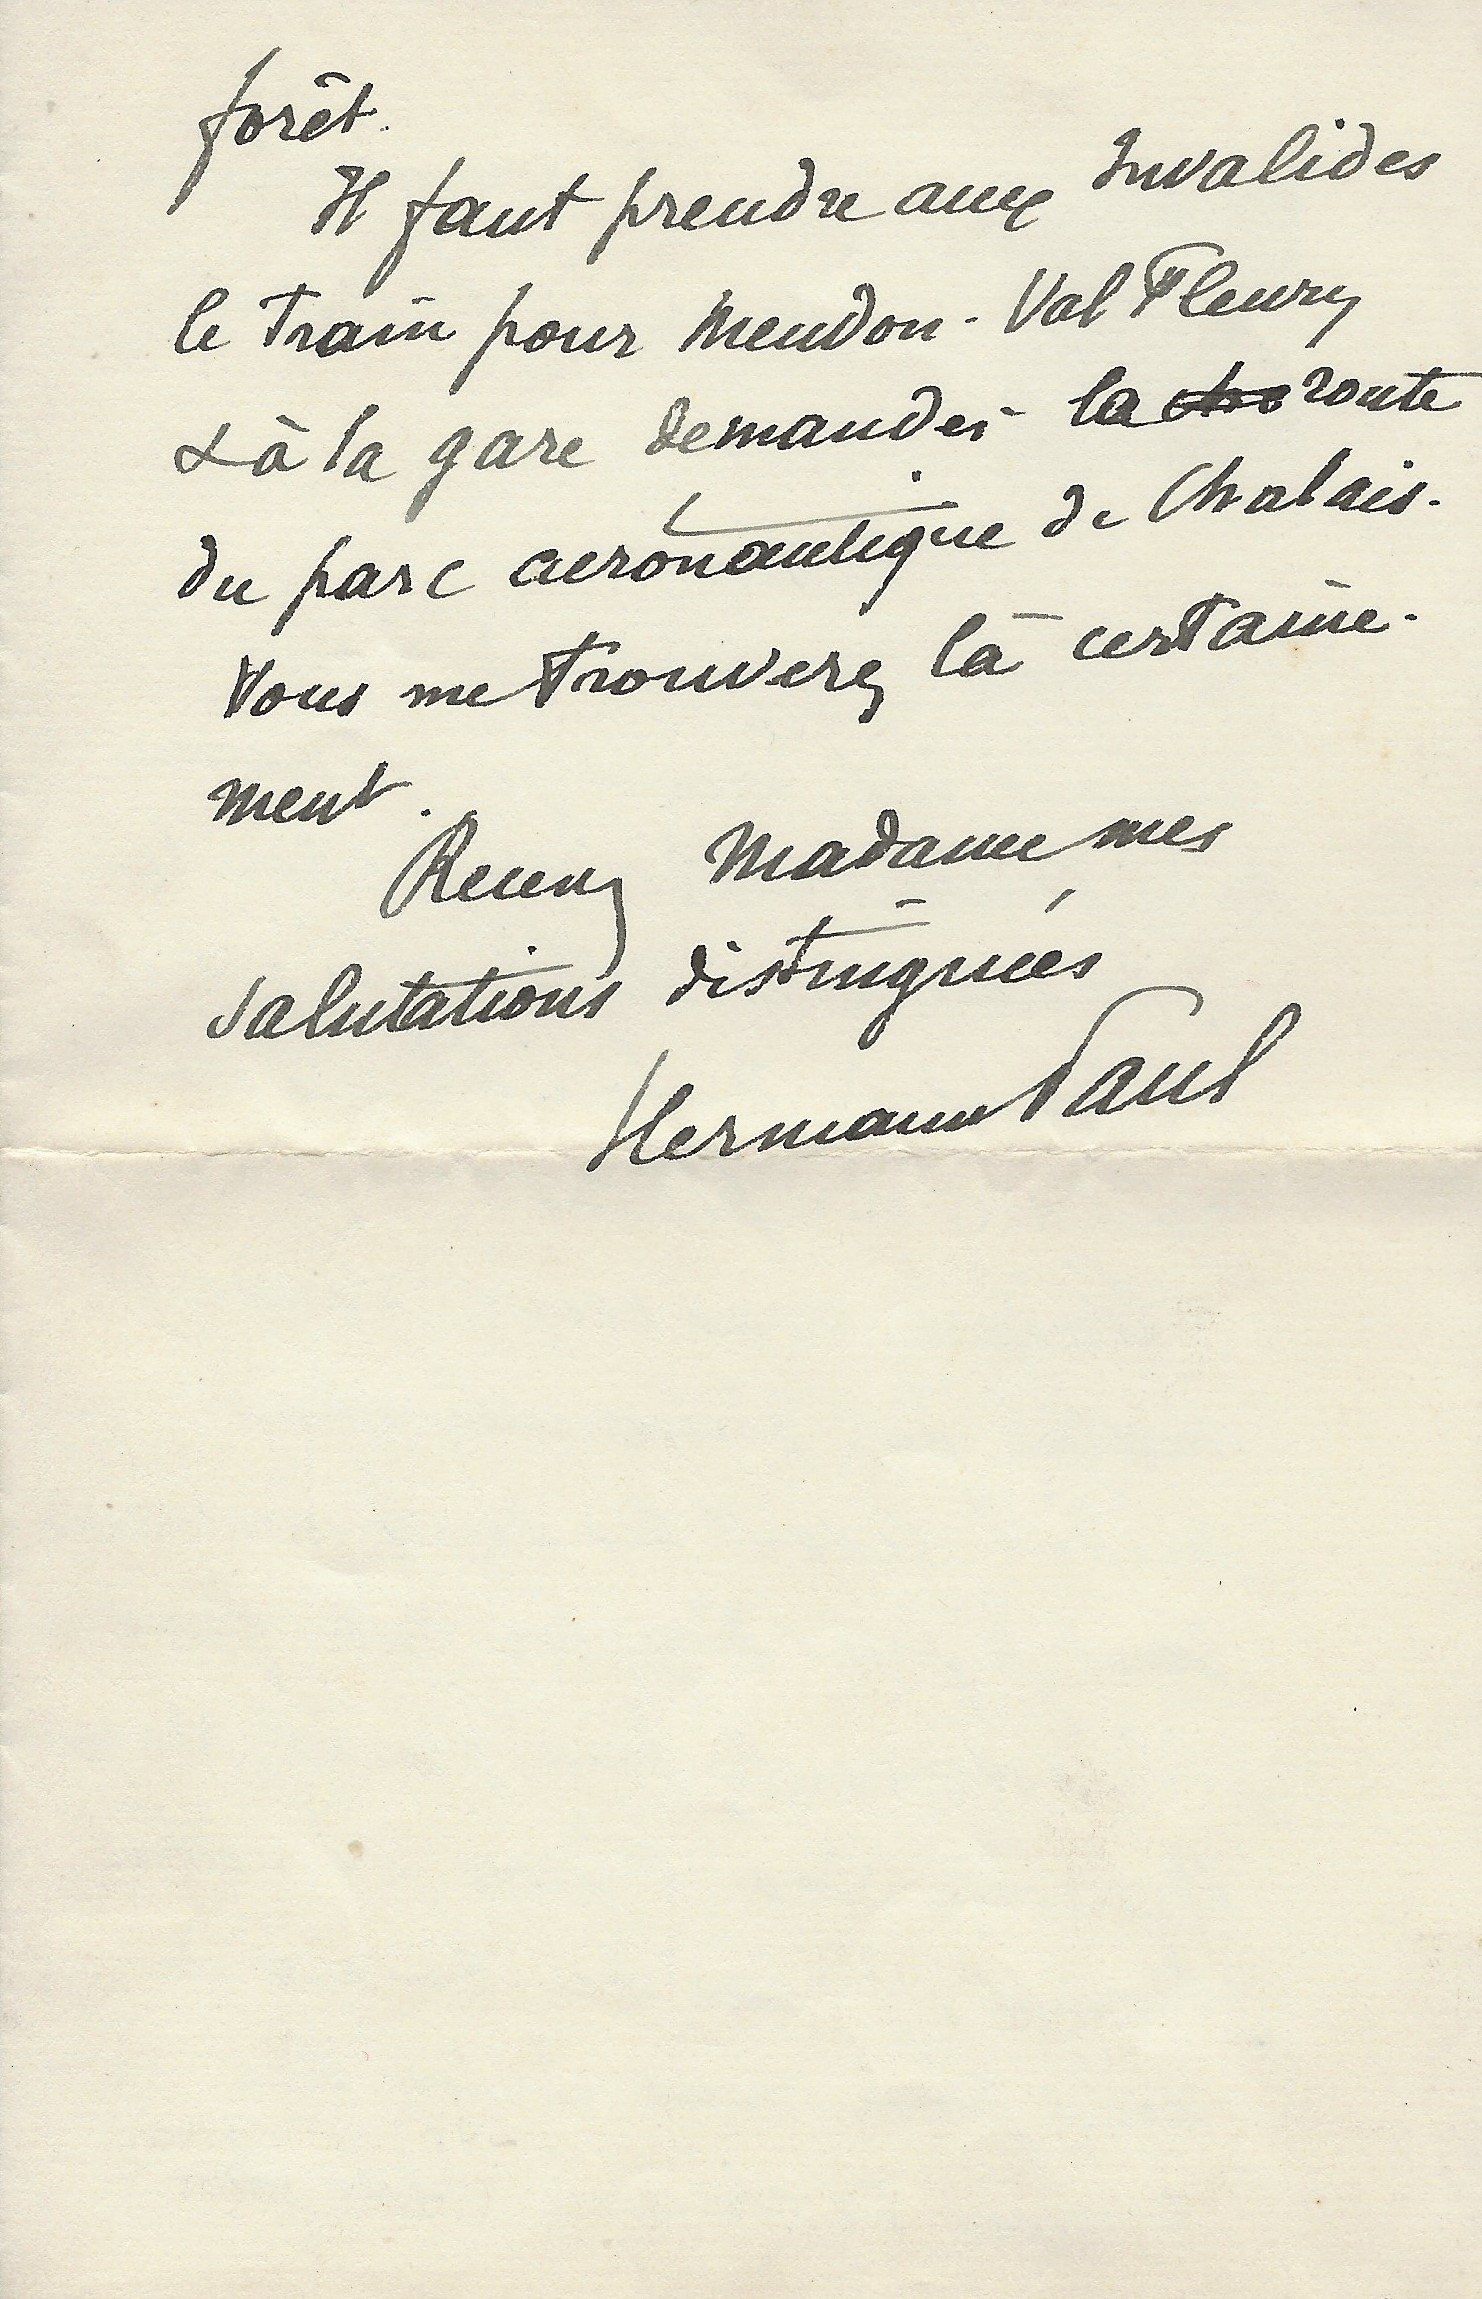 forêt.
Il faut prendre aux Invalides
le train pour Meudon-Val Fleury
& à la gare demander la route
du parc aeronautique de Chalais.
Vous me trouverez là certaine-
ment.
Recevez Madame mes
salutations distinguées
Hermann Paul